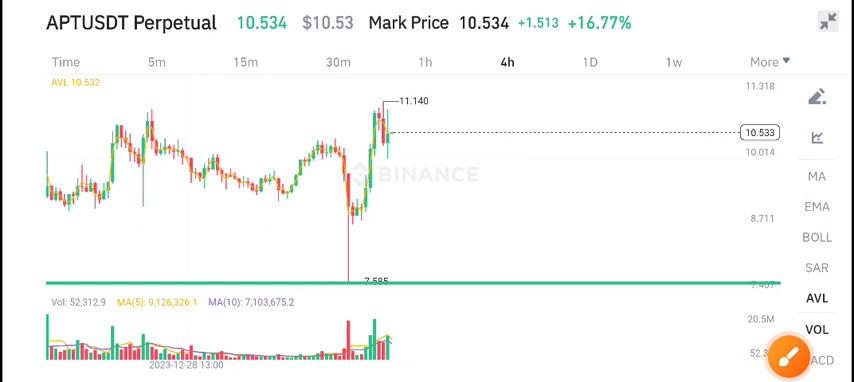 APTUSDT Perpetual 10.534 $10.53 Mark Price 10.534 +1.513 +16.77%
Time 5m 15m 30m 1h 4h 1D 1w More
AVL 10.532
11.318
11.140
10.533
10.014
BINANCE
8.711
7.585
7.407
MA
EMA
BOLL
SAR
AVL
VOL
Vol: 52,312.9 MA(5): 9,126,326.1 MA(10): 7,103,675.2
20.5M
2023-12-28 13:00